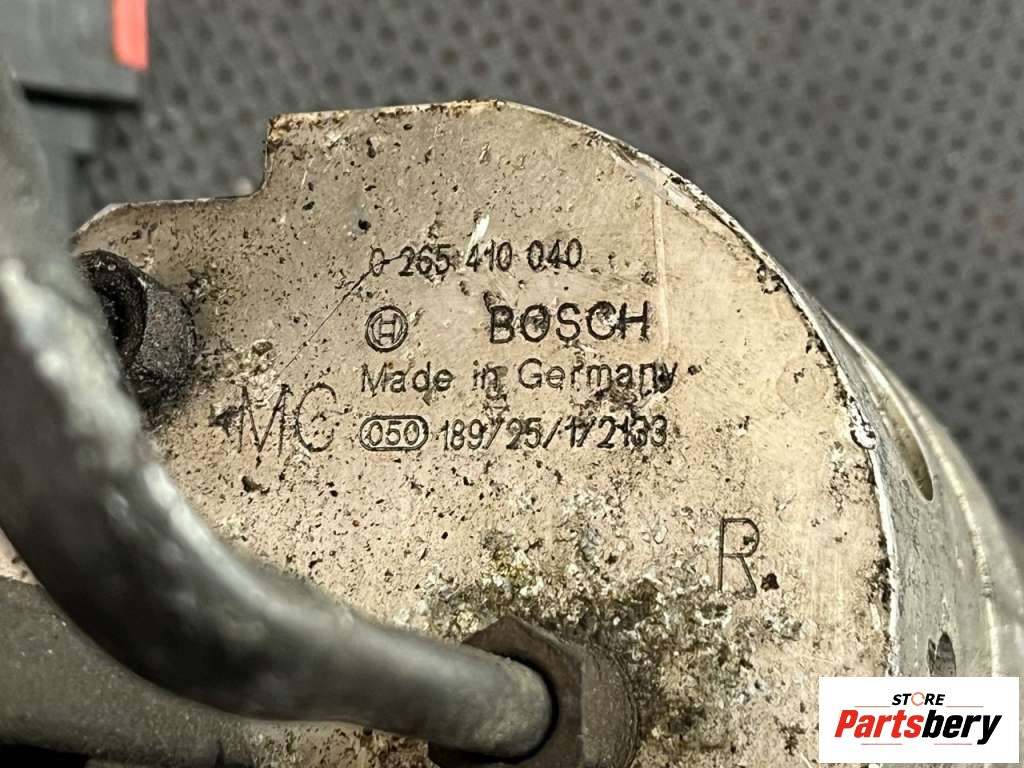 0 265 410 040
BOSCH
Made in Germany
MC 050 189/25/1/2133
R
STORE
Partsbery